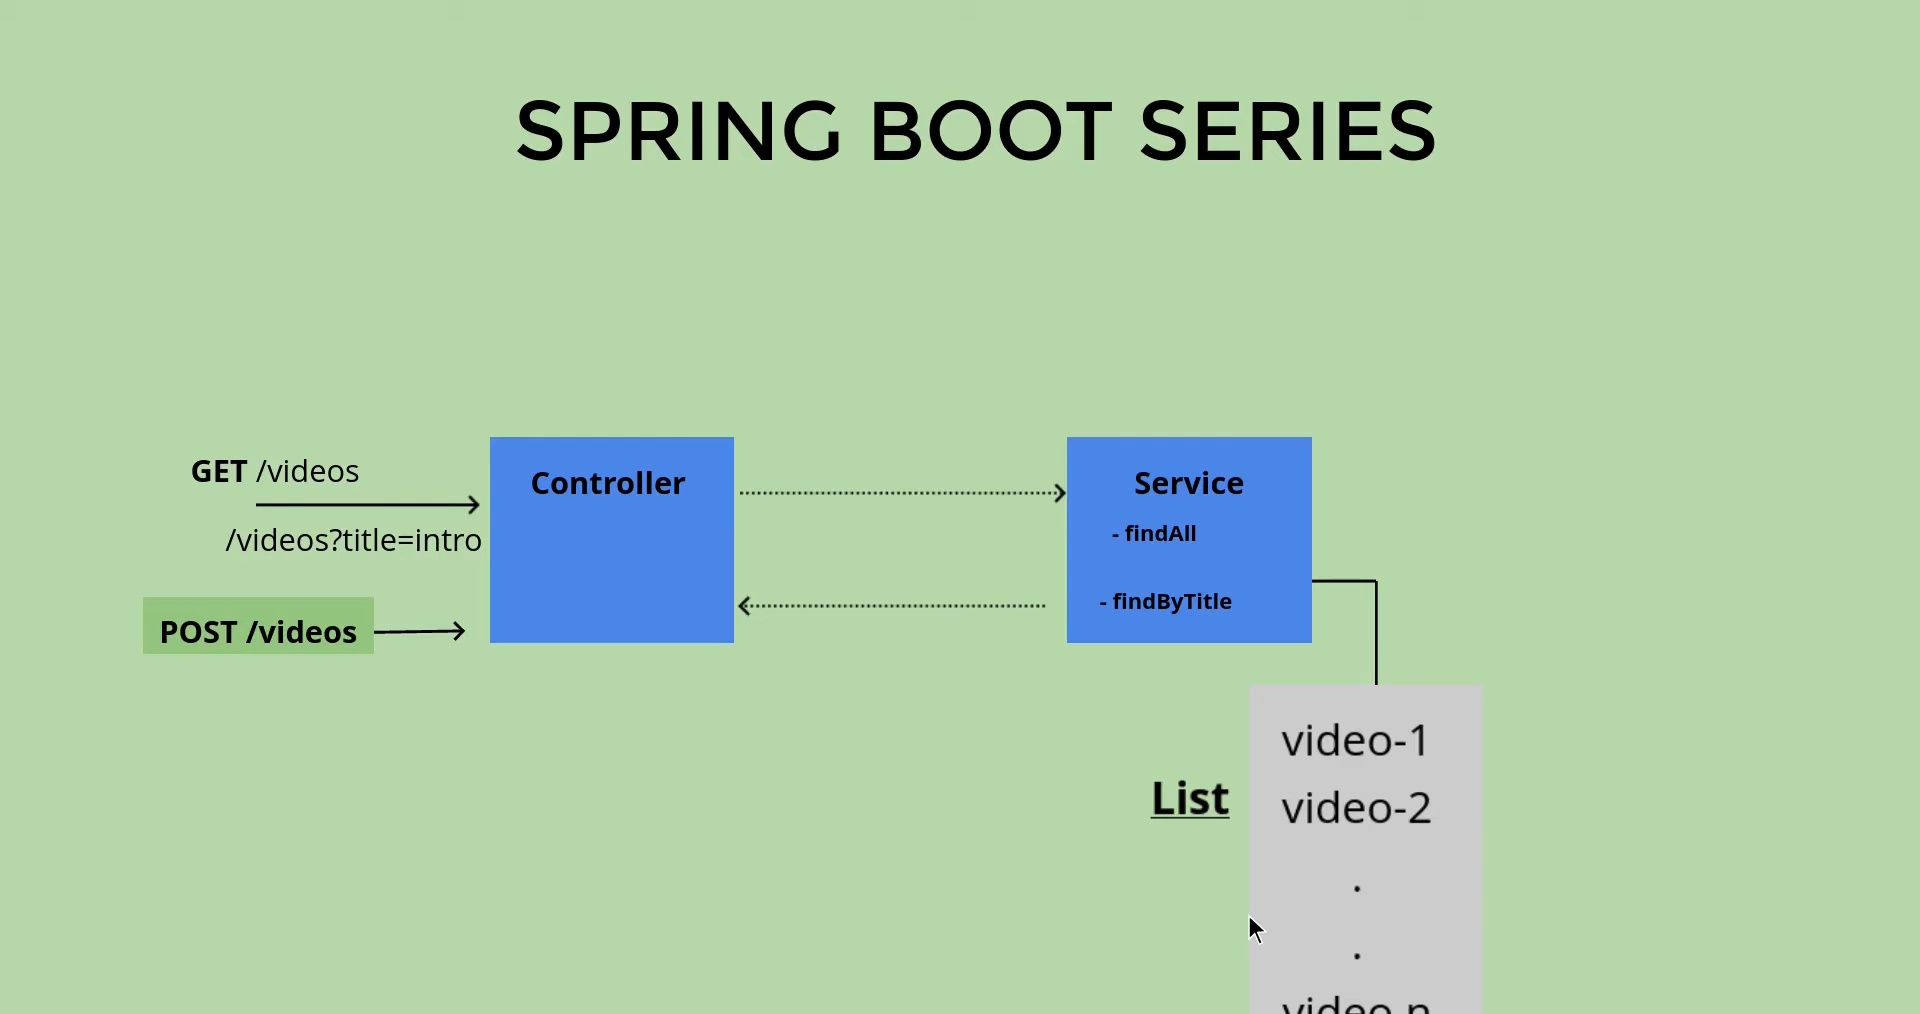 SPRING BOOT SERIES
GET /videos
/videos?title=intro
POST /videos
Controller
Service
- findAll
- findByTitle
List
video-1
video-2
.
.
video n